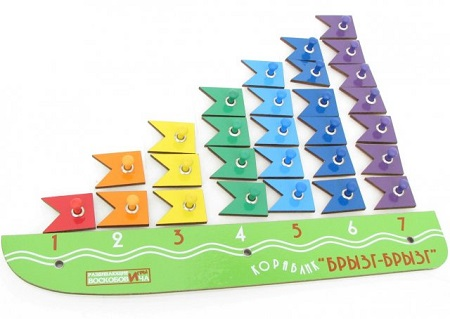 1 2 3 4 5 6 7
КОРАБЛИК "БРЫЗГ-БРЫЗГ"
РАЗВИВАЮЩИЕ ИГРЫ
ВОСКОБОВИЧА